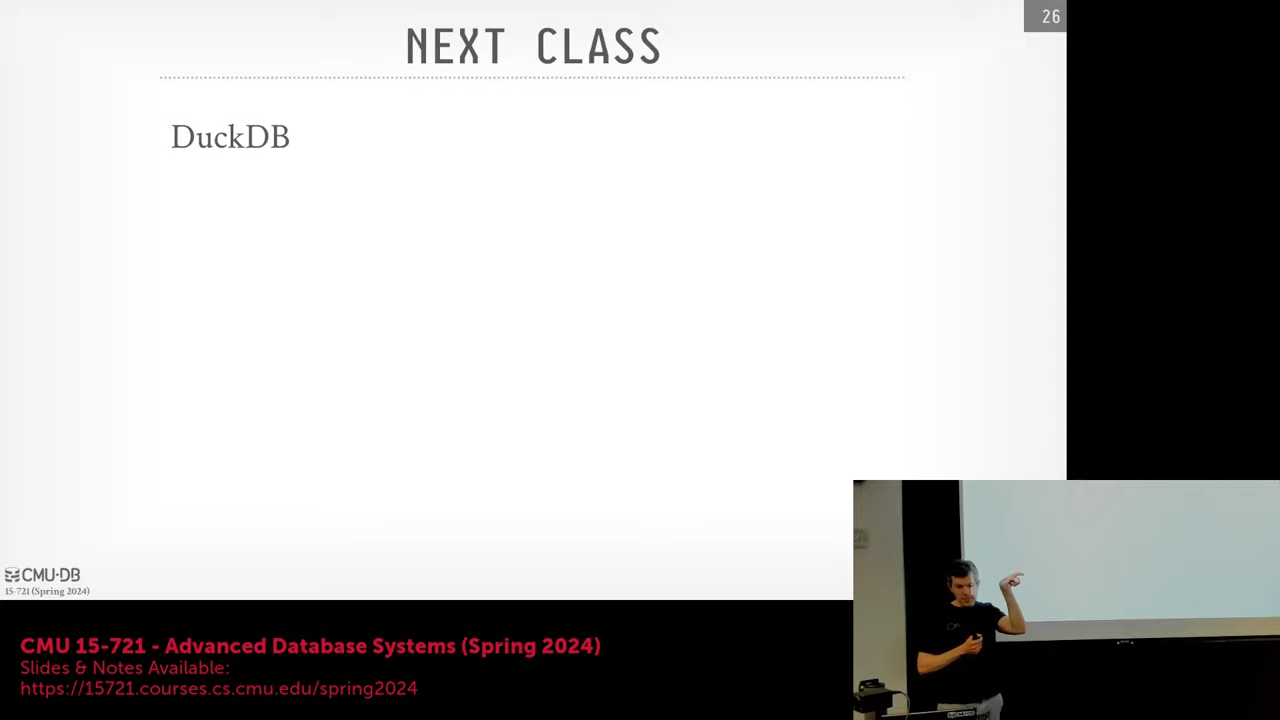 26
NEXT CLASS
DuckDB
CMU·DB
15-721 (Spring 2024)
CMU 15-721 - Advanced Database Systems (Spring 2024)
Slides & Notes Available:
https://15721.courses.cs.cmu.edu/spring2024